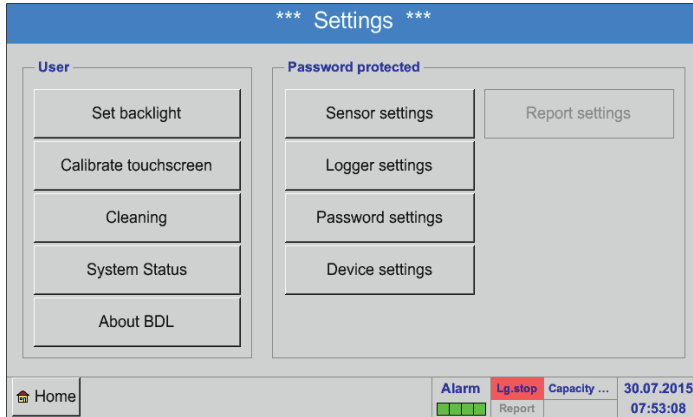 *** Settings ***
User
Set backlight
Calibrate touchscreen
Cleaning
System Status
About BDL
Password protected
Sensor settings
Report settings
Logger settings
Password settings
Device settings
Home
Alarm
Lg.stop
Report
Capacity ...
30.07.2015
07:53:08